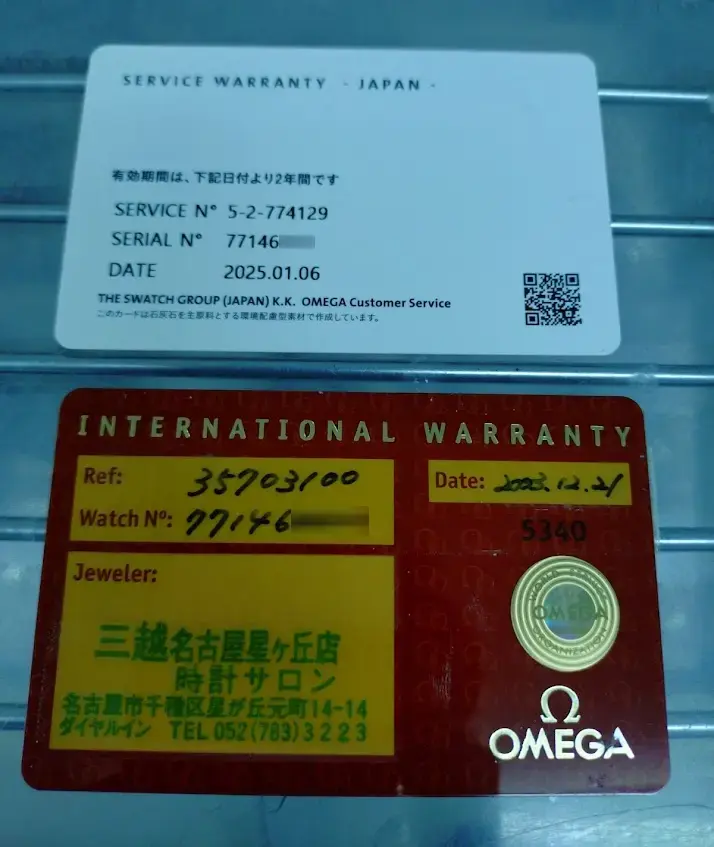 SERVICE WARRANTY - JAPAN -
有効期間は、下記日付より2年間です
SERVICE N° 5-2-774129
SERIAL N° 77146
DATE 2025.01.06
THE SWATCH GROUP (JAPAN) K.K. OMEGA Customer Service
このカードは石灰石を主原料とする環境配慮型素材で作成しています。
INTERNATIONAL WARRANTY
Ref: 35703100
Date: 2003.12.21
Watch Nº: 77146
5340
Jeweler:
OMEGA
三越名古屋星ヶ丘店
時計サロン
名古屋市千種区星が丘元町14-14
ダイヤルイン TEL 052(783)3223
Ω
OMEGA